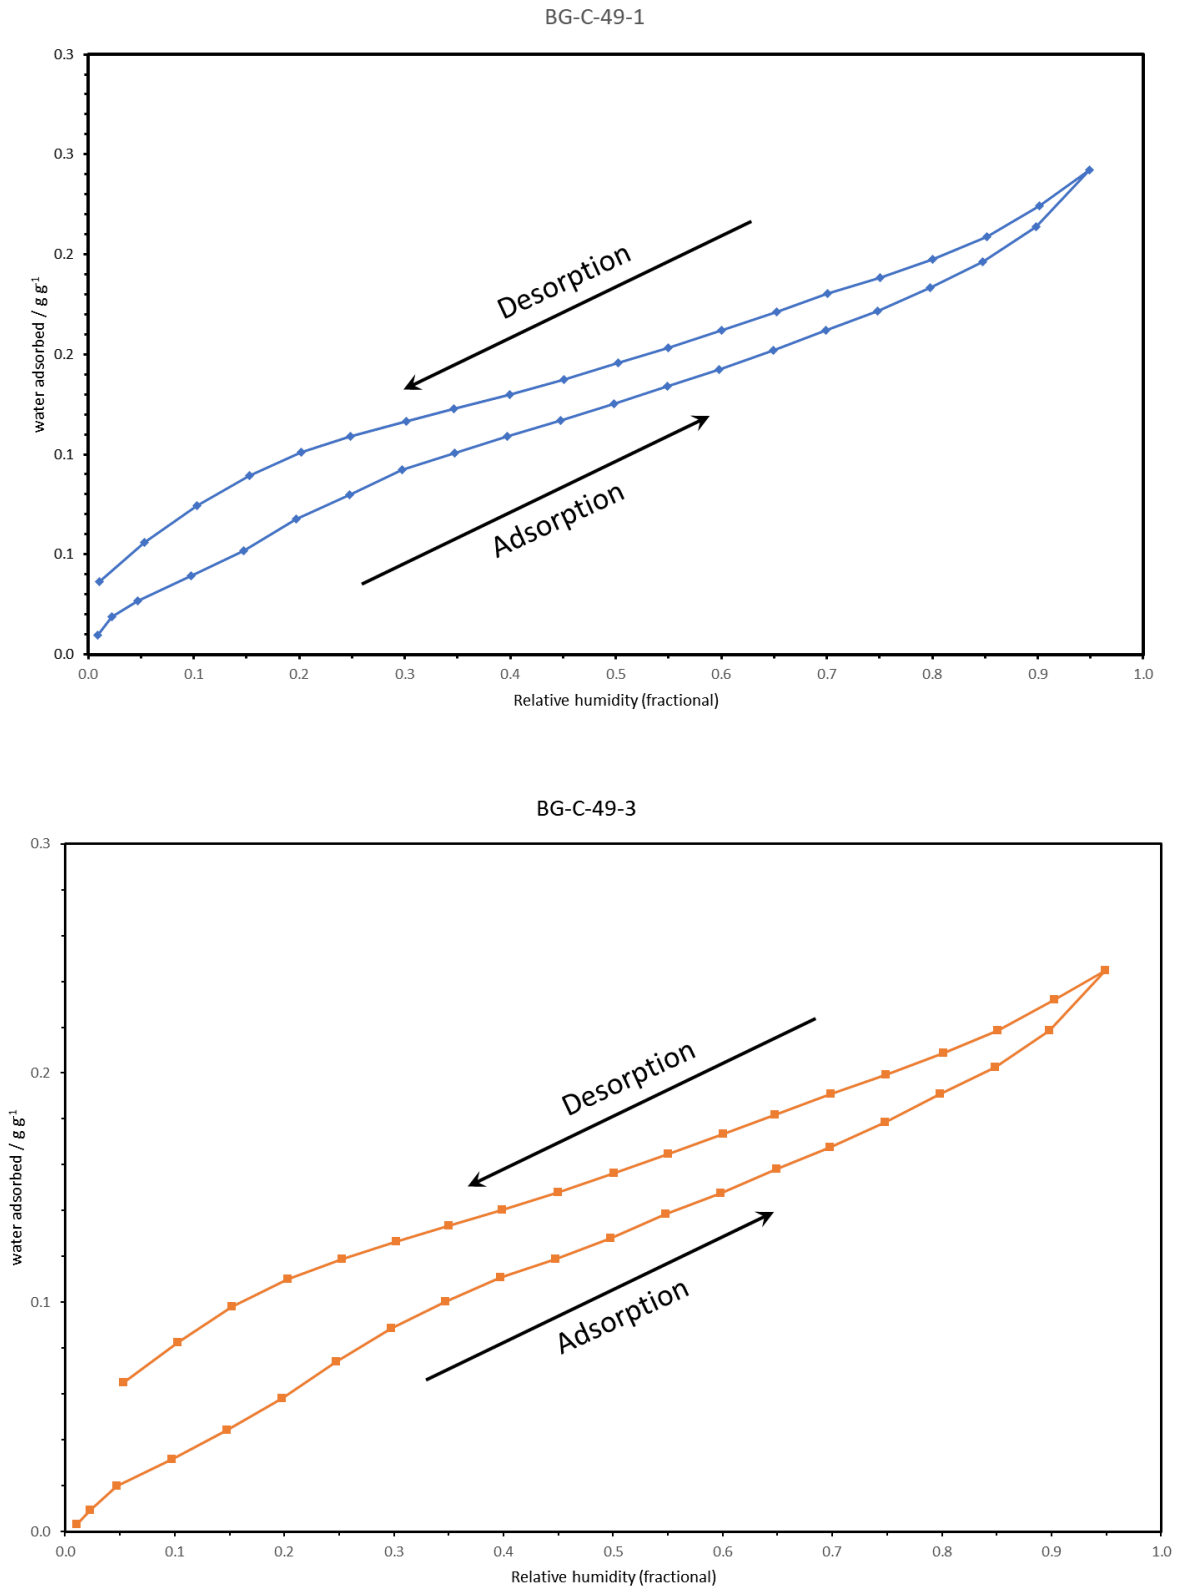 BG-C-49-1
0.3
0.3
0.2
0.2
0.1
0.1
0.0
water adsorbed / g g⁻¹
Desorption
Adsorption
0.0 0.1 0.2 0.3 0.4 0.5 0.6 0.7 0.8 0.9 1.0
Relative humidity (fractional)
BG-C-49-3
0.3
0.2
0.1
0.0
water adsorbed / g g⁻¹
Desorption
Adsorption
0.0 0.1 0.2 0.3 0.4 0.5 0.6 0.7 0.8 0.9 1.0
Relative humidity (fractional)